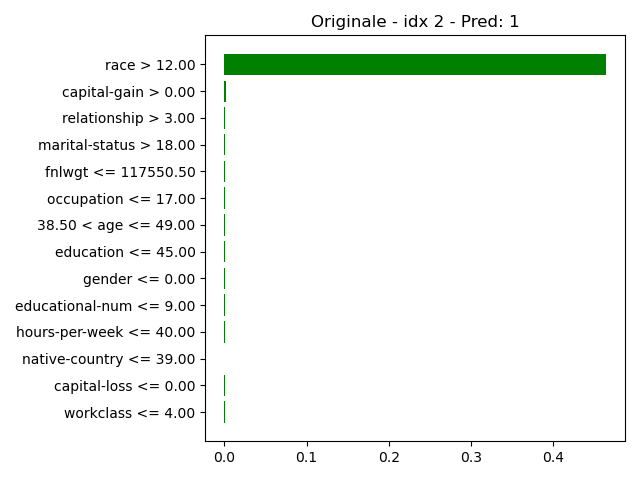 Originale - idx 2 - Pred: 1
race > 12.00
capital-gain > 0.00
relationship > 3.00
marital-status > 18.00
fnlwgt <= 117550.50
occupation <= 17.00
38.50 < age <= 49.00
education <= 45.00
gender <= 0.00
educational-num <= 9.00
hours-per-week <= 40.00
native-country <= 39.00
capital-loss <= 0.00
workclass <= 4.00
0.0 0.1 0.2 0.3 0.4